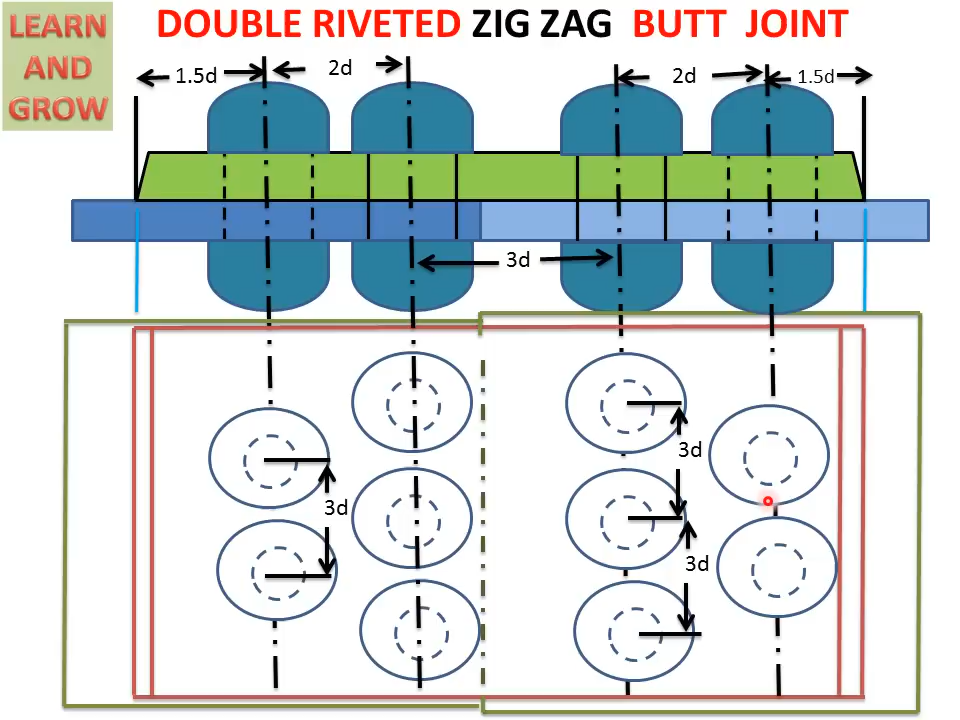 LEARN
AND
GROW
DOUBLE RIVETED ZIG ZAG BUTT JOINT
1.5d
2d
2d
1.5d
3d
3d
3d
3d